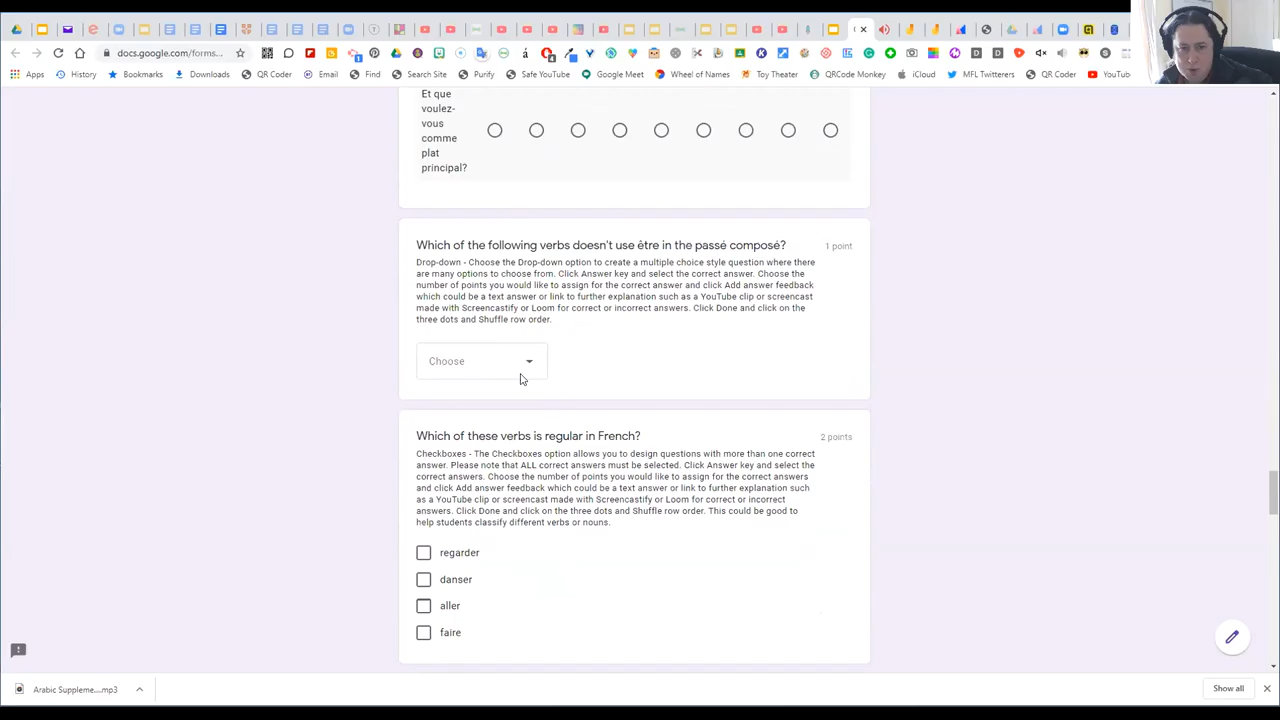 docs.google.com/forms...
Apps
History
Bookmarks
Downloads
QR Coder
Email
Find
Search Site
Purify
Safe YouTube
Google Meet
Wheel of Names
Toy Theater
QRCode Monkey
iCloud
MFL Twitterers
QR Coder
YouTub
Et que
voulez-
vous
comme
plat
principal?
Which of the following verbs doesn't use être in the passé composé?
1 point
Drop-down - Choose the Drop-down option to create a multiple choice style question where there
are many options to choose from. Click Answer key and select the correct answer. Choose the
number of points you would like to assign for the correct answer and click Add answer feedback
which could be a text answer or link to further explanation such as a YouTube clip or screencast
made with Screencastify or Loom for correct or incorrect answers. Click Done and click on the
three dots and Shuffle row order.
Choose
Which of these verbs is regular in French?
2 points
Checkboxes - The Checkboxes option allows you to design questions with more than one correct
answer. Please note that ALL correct answers must be selected. Click Answer key and select the
correct answers. Choose the number of points you would like to assign for the correct answers
and click Add answer feedback which could be a text answer or link to further explanation such
as a YouTube clip or screencast made with Screencastify or Loom for correct or incorrect
answers. Click Done and click on the three dots and Shuffle row order. This could be good to
help students classify different verbs or nouns.
regarder
danser
aller
faire
Arabic Suppleme....mp3
Show all